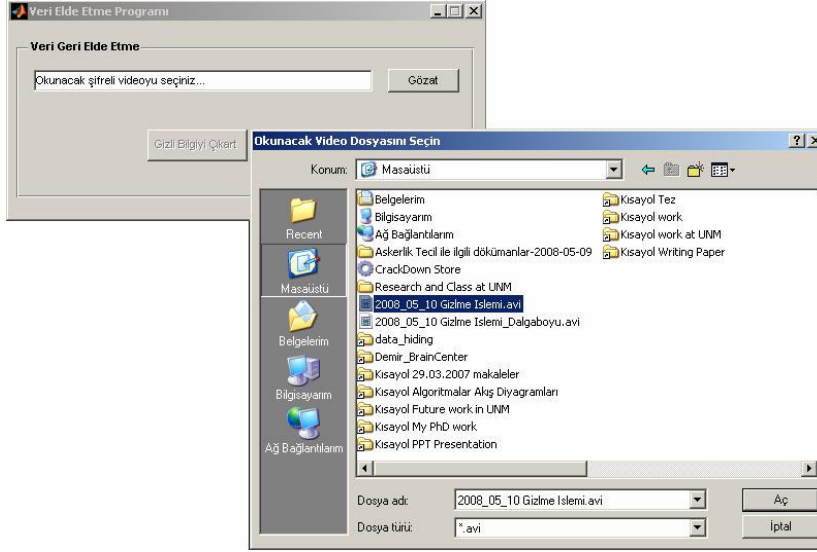 Veri Elde Etme Programı
Veri Geri Elde Etme
Okunacak şifreli videoyu seçiniz...
Gözat
Gizli Bilgiyi Çıkart
Okunacak Video Dosyasını Seçin
Konum:
Masaüstü
Recent
Masaüstü
Belgelerim
Bilgisayarım
Ağ Bağlantılarım
Belgelerim
Bilgisayarım
Ağ Bağlantılarım
Askerlik Tecil ile ilgili dökümanlar-2008-05-09
CrackDown Store
Research and Class at UNM
2008_05_10 Gizlme Islemi.avi
2008_05_10 Gizlme Islemi_Dalgaboyu.avi
data_hiding
Demir_BrainCenter
Kısayol 29.03.2007 makaleler
Kısayol Algoritmalar Akış Diyagramları
Kısayol Future work in UNM
Kısayol My PhD work
Kısayol PPT Presentation
Kısayol Tez
Kısayol work
Kısayol work at UNM
Kısayol Writing Paper
Dosya adı:
2008_05_10 Gizlme Islemi.avi
Aç
Dosya türü:
*.avi
İptal